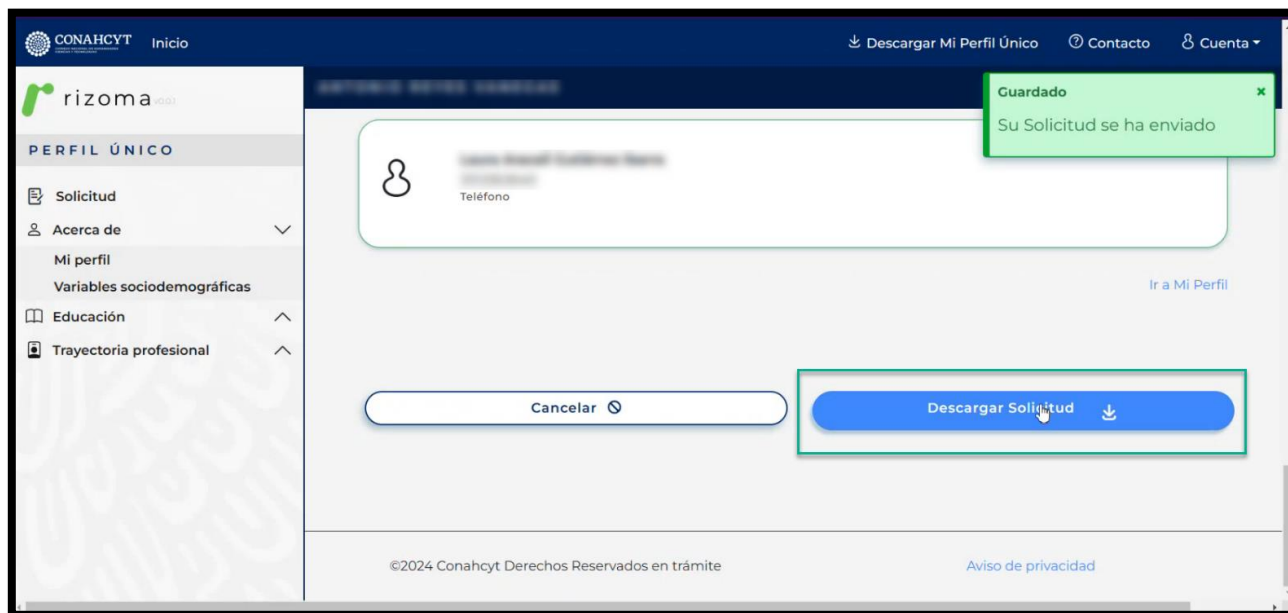 CONAHCYT Inicio
Descargar Mi Perfil Único
Contacto
Cuenta
rizoma
PERFIL ÚNICO
Solicitud
Acerca de
Mi perfil
Variables sociodemográficas
Educación
Trayectoria profesional
Guardado
Su Solicitud se ha enviado
Teléfono
Ir a Mi Perfil
Cancelar
Descargar Solicitud
©2024 Conahcyt Derechos Reservados en trámite
Aviso de privacidad